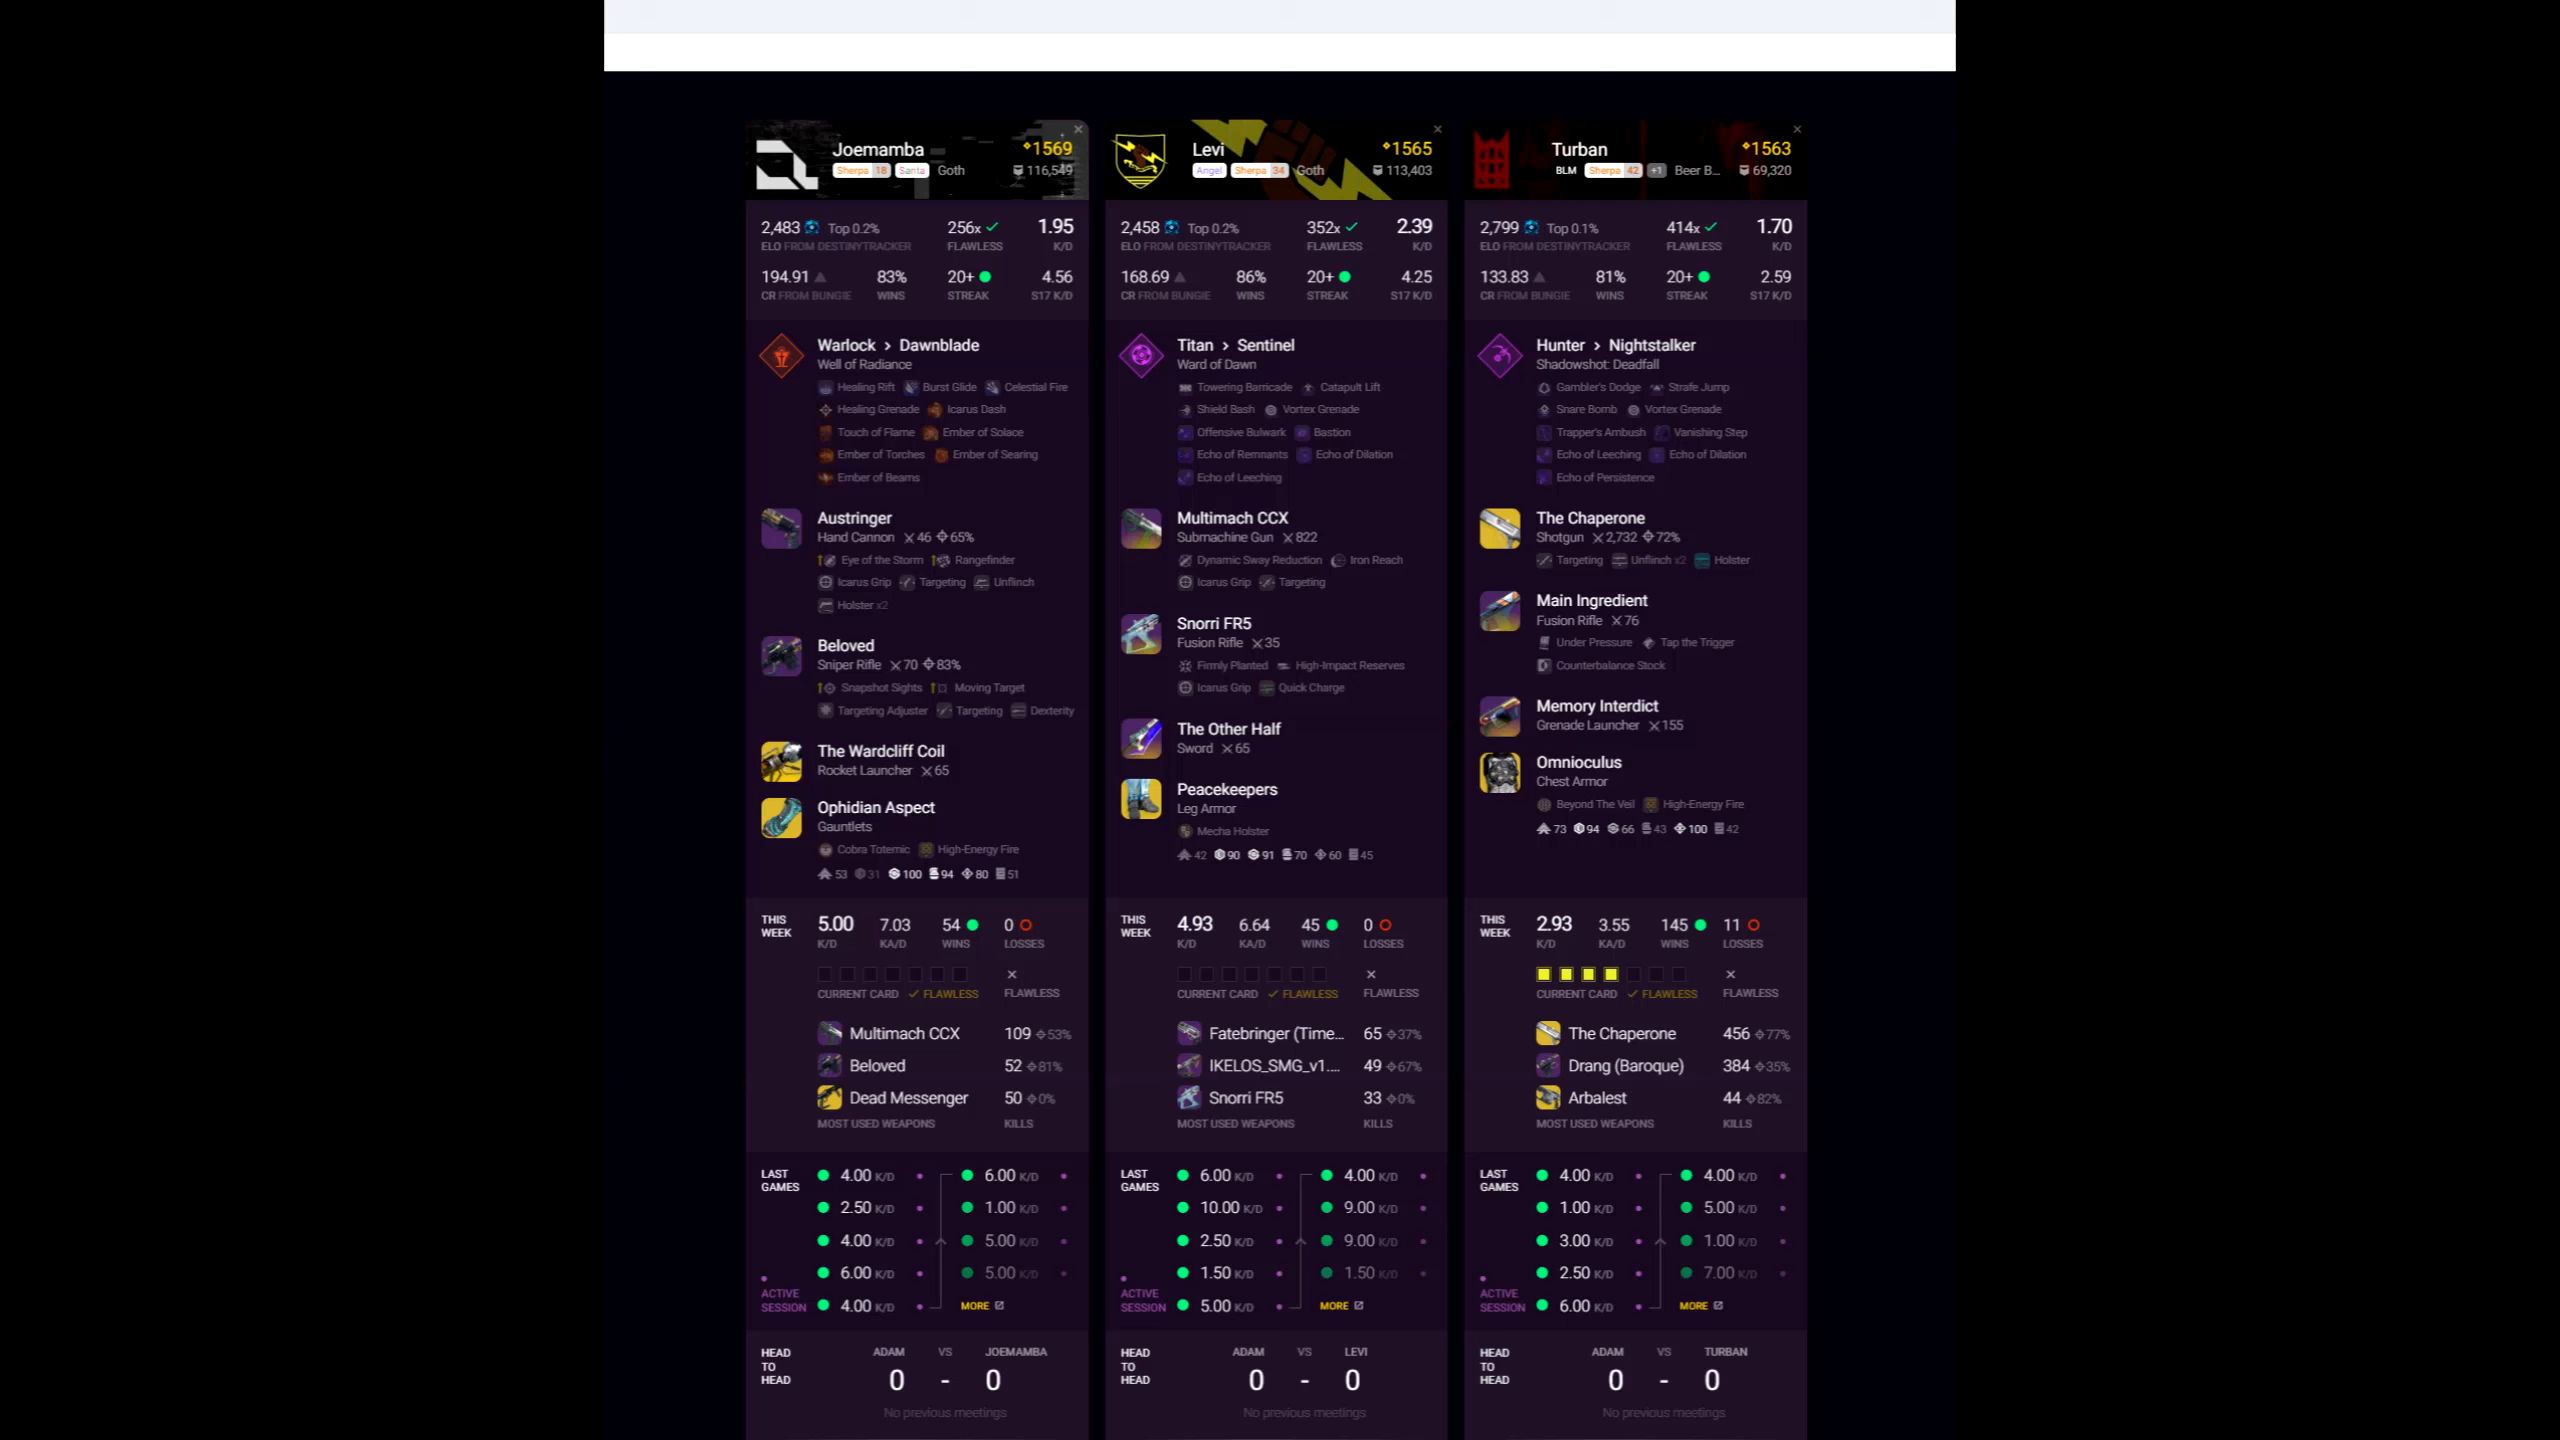 Joemamba
1569
Sherpa 18 Santa Goth
116,549
2,483 Top 0.2% 256x 1.95
ELO FROM DESTINYTRACKER FLAWLESS K/D
194.91 83% 20+ 4.56
CR FROM BUNGIE WINS STREAK S17 K/D
Warlock > Dawnblade
Well of Radiance
Healing Rift Burst Glide Celestial Fire
Healing Grenade Icarus Dash
Touch of Flame Ember of Solace
Ember of Torches Ember of Searing
Ember of Beams
Austringer
Hand Cannon 46 65%
Eye of the Storm Rangefinder
Icarus Grip Targeting Unflinch
Holster x2
Beloved
Sniper Rifle 70 83%
Snapshot Sights Moving Target
Targeting Adjuster Targeting Dexterity
The Wardcliff Coil
Rocket Launcher 65
Ophidian Aspect
Gauntlets
Cobra Totemic High-Energy Fire
53 31 100 94 80 51
THIS WEEK
5.00 7.03 54 0
K/D KA/D WINS LOSSES
CURRENT CARD FLAWLESS FLAWLESS
Multimach CCX 109 53%
Beloved 52 81%
Dead Messenger 50 0%
MOST USED WEAPONS KILLS
LAST GAMES
4.00 K/D 6.00 K/D
2.50 K/D 1.00 K/D
4.00 K/D 5.00 K/D
6.00 K/D 5.00 K/D
ACTIVE SESSION
4.00 K/D MORE
HEAD TO HEAD
ADAM VS JOEMAMBA
0 - 0
No previous meetings
Levi
1565
Angel Sherpa 34 Goth
113,403
2,458 Top 0.2% 352x 2.39
ELO FROM DESTINYTRACKER FLAWLESS K/D
168.69 86% 20+ 4.25
CR FROM BUNGIE WINS STREAK S17 K/D
Titan > Sentinel
Ward of Dawn
Towering Barricade Catapult Lift
Shield Bash Vortex Grenade
Offensive Bulwark Bastion
Echo of Remnants Echo of Dilation
Echo of Leeching
Multimach CCX
Submachine Gun 822
Dynamic Sway Reduction Iron Reach
Icarus Grip Targeting
Snorri FR5
Fusion Rifle 35
Firmly Planted High-Impact Reserves
Icarus Grip Quick Charge
The Other Half
Sword 65
Peacekeepers
Leg Armor
Mecha Holster
42 90 91 70 60 45
THIS WEEK
4.93 6.64 45 0
K/D KA/D WINS LOSSES
CURRENT CARD FLAWLESS FLAWLESS
Fatebringer (Time... 65 37%
IKELOS_SMG_v1.... 49 67%
Snorri FR5 33 0%
MOST USED WEAPONS KILLS
LAST GAMES
6.00 K/D 4.00 K/D
10.00 K/D 9.00 K/D
2.50 K/D 9.00 K/D
1.50 K/D 1.50 K/D
ACTIVE SESSION
5.00 K/D MORE
HEAD TO HEAD
ADAM VS LEVI
0 - 0
No previous meetings
Turban
1563
BLM Sherpa 42 +1 Beer B...
69,320
2,799 Top 0.1% 414x 1.70
ELO FROM DESTINYTRACKER FLAWLESS K/D
133.83 81% 20+ 2.59
CR FROM BUNGIE WINS STREAK S17 K/D
Hunter > Nightstalker
Shadowshot: Deadfall
Gambler's Dodge Strafe Jump
Snare Bomb Vortex Grenade
Trapper's Ambush Vanishing Step
Echo of Leeching Echo of Dilation
Echo of Persistence
The Chaperone
Shotgun 2,732 72%
Targeting Unflinch x2 Holster
Main Ingredient
Fusion Rifle 76
Under Pressure Tap the Trigger
Counterbalance Stock
Memory Interdict
Grenade Launcher 155
Omnioculus
Chest Armor
Beyond The Veil High-Energy Fire
73 94 66 43 100 42
THIS WEEK
2.93 3.55 145 11
K/D KA/D WINS LOSSES
CURRENT CARD FLAWLESS FLAWLESS
The Chaperone 456 77%
Drang (Baroque) 384 35%
Arbalest 44 82%
MOST USED WEAPONS KILLS
LAST GAMES
4.00 K/D 4.00 K/D
1.00 K/D 5.00 K/D
3.00 K/D 1.00 K/D
2.50 K/D 7.00 K/D
ACTIVE SESSION
6.00 K/D MORE
HEAD TO HEAD
ADAM VS TURBAN
0 - 0
No previous meetings